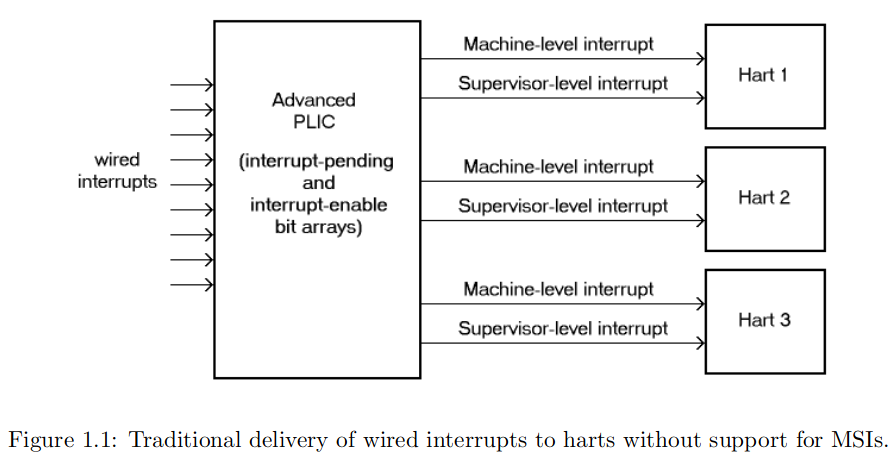 wired
interrupts
Advanced
PLIC
(interrupt-pending
and
interrupt-enable
bit arrays)
Machine-level interrupt
Supervisor-level interrupt
Hart 1
Machine-level interrupt
Supervisor-level interrupt
Hart 2
Machine-level interrupt
Supervisor-level interrupt
Hart 3
Figure 1.1: Traditional delivery of wired interrupts to harts without support for MSIs.